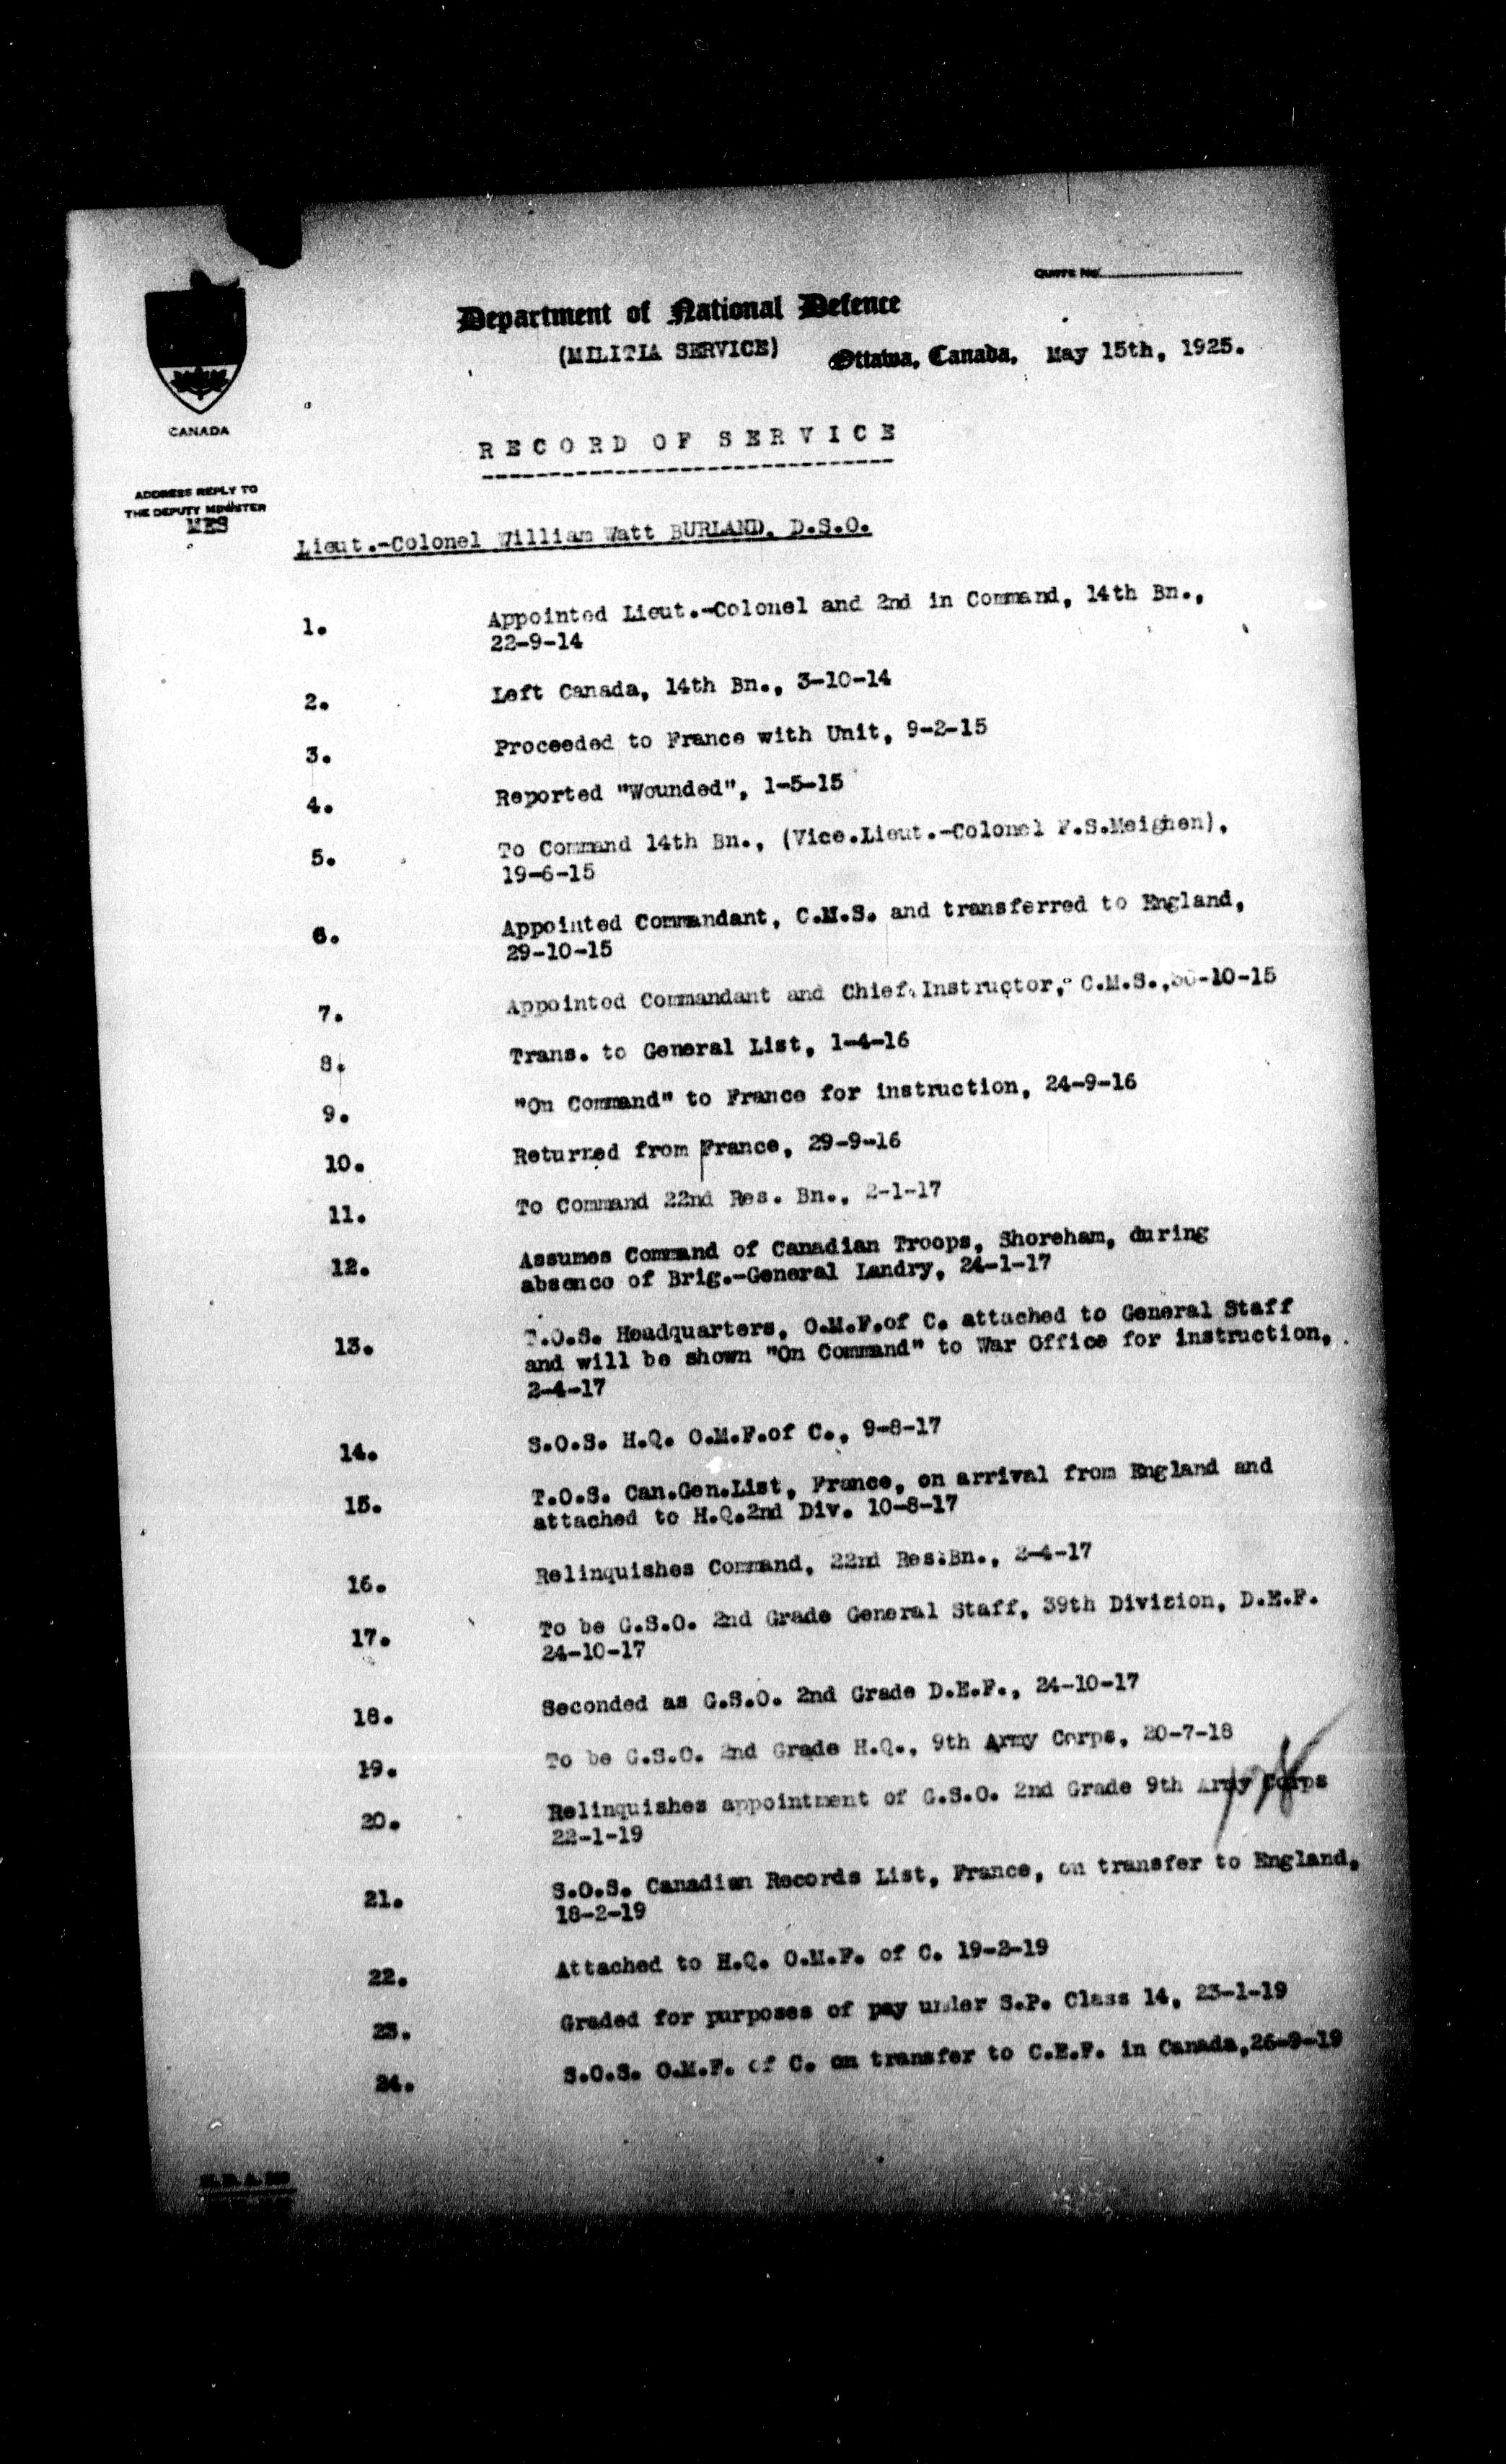 QUOTE No.
Department of National Defence
(MILITIA SERVICE)
Ottawa, Canada, May 15th, 1925.
CANADA
RECORD OF SERVICE
ADDRESS REPLY TO
THE DEPUTY MINISTER
MES
Lieut.-Colonel William Watt BURLAND, D.S.O.
1. Appointed Lieut.-Colonel and 2nd in Command, 14th Bn.,
22-9-14
2. Left Canada, 14th Bn., 3-10-14
3. Proceeded to France with Unit, 9-2-15
4. Reported "Wounded", 1-5-15
5. To Command 14th Bn., (Vice.Lieut.-Colonel F.S.Meighen),
19-6-15
6. Appointed Commandant, C.M.S. and transferred to England,
29-10-15
7. Appointed Commandant and Chief Instructor, C.M.S., 30-10-15
8. Trans. to General List, 1-4-16
9. "On Command" to France for instruction, 24-9-16
10. Returned from France, 29-9-16
11. To Command 22nd Res. Bn., 2-1-17
12. Assumes Command of Canadian Troops, Shoreham, during
absence of Brig.-General Landry, 24-1-17
13. T.O.S. Headquarters, O.M.F.of C. attached to General Staff
and will be shown "On Command" to War Office for instruction,
2-4-17
14. S.O.S. H.Q. O.M.F.of C., 9-8-17
15. T.O.S. Can.Gen.List, France, on arrival from England and
attached to H.Q.2nd Div. 10-8-17
16. Relinquishes Command, 22nd Res.Bn., 2-4-17
17. To be G.S.O. 2nd Grade General Staff, 39th Division, D.E.F.
24-10-17
18. Seconded as G.S.O. 2nd Grade D.E.F., 24-10-17
19. To be G.S.O. 2nd Grade H.Q., 9th Army Corps, 20-7-18
20. Relinquishes appointment of G.S.O. 2nd Grade 9th Army Corps
22-1-19
21. S.O.S. Canadian Records List, France, on transfer to England,
18-2-19
22. Attached to H.Q. O.M.F. of C. 19-2-19
23. Graded for purposes of pay under S.P. Class 14, 23-1-19
24. S.O.S. O.M.F. of C. on transfer to C.E.F. in Canada,26-9-19